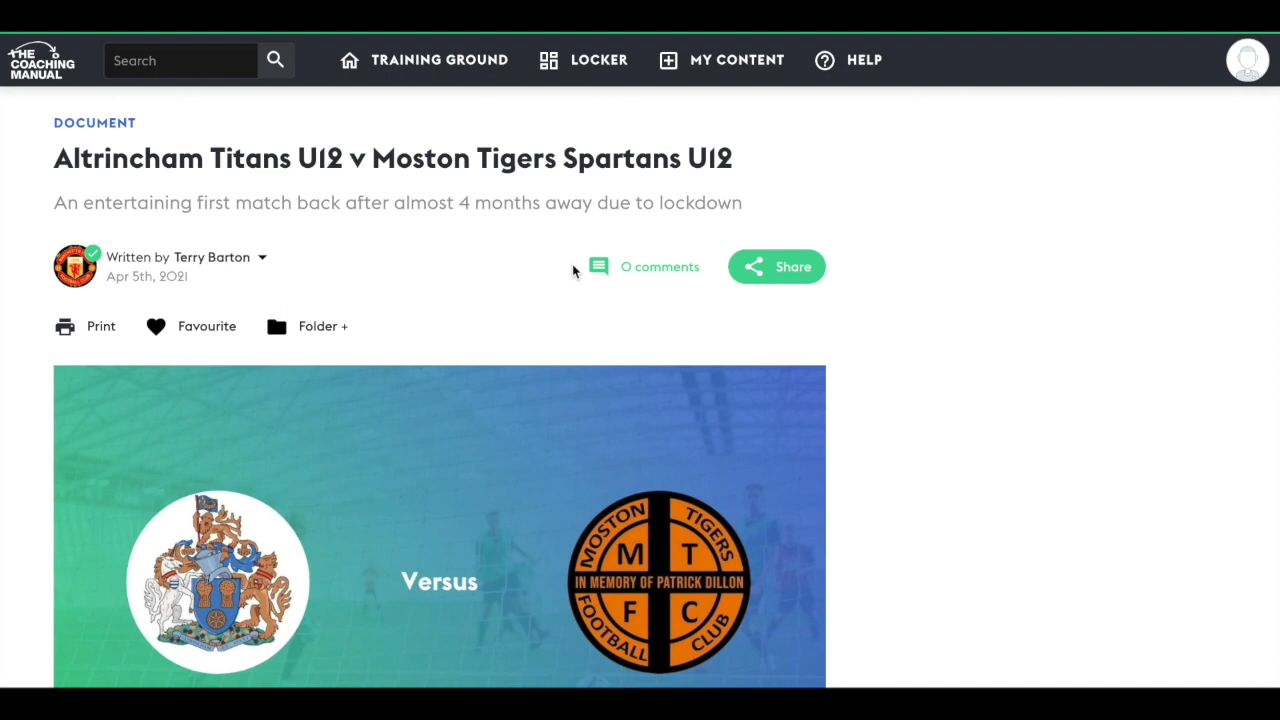 THE
COACHING
MANUAL
Search
TRAINING GROUND
LOCKER
MY CONTENT
HELP
DOCUMENT
Altrincham Titans U12 v Moston Tigers Spartans U12
An entertaining first match back after almost 4 months away due to lockdown
Written by Terry Barton
Apr 5th, 2021
0 comments
Share
Print
Favourite
Folder +
Versus
MOSTON TIGERS
M T
IN MEMORY OF PATRICK DILLON
F C
FOOTBALL CLUB